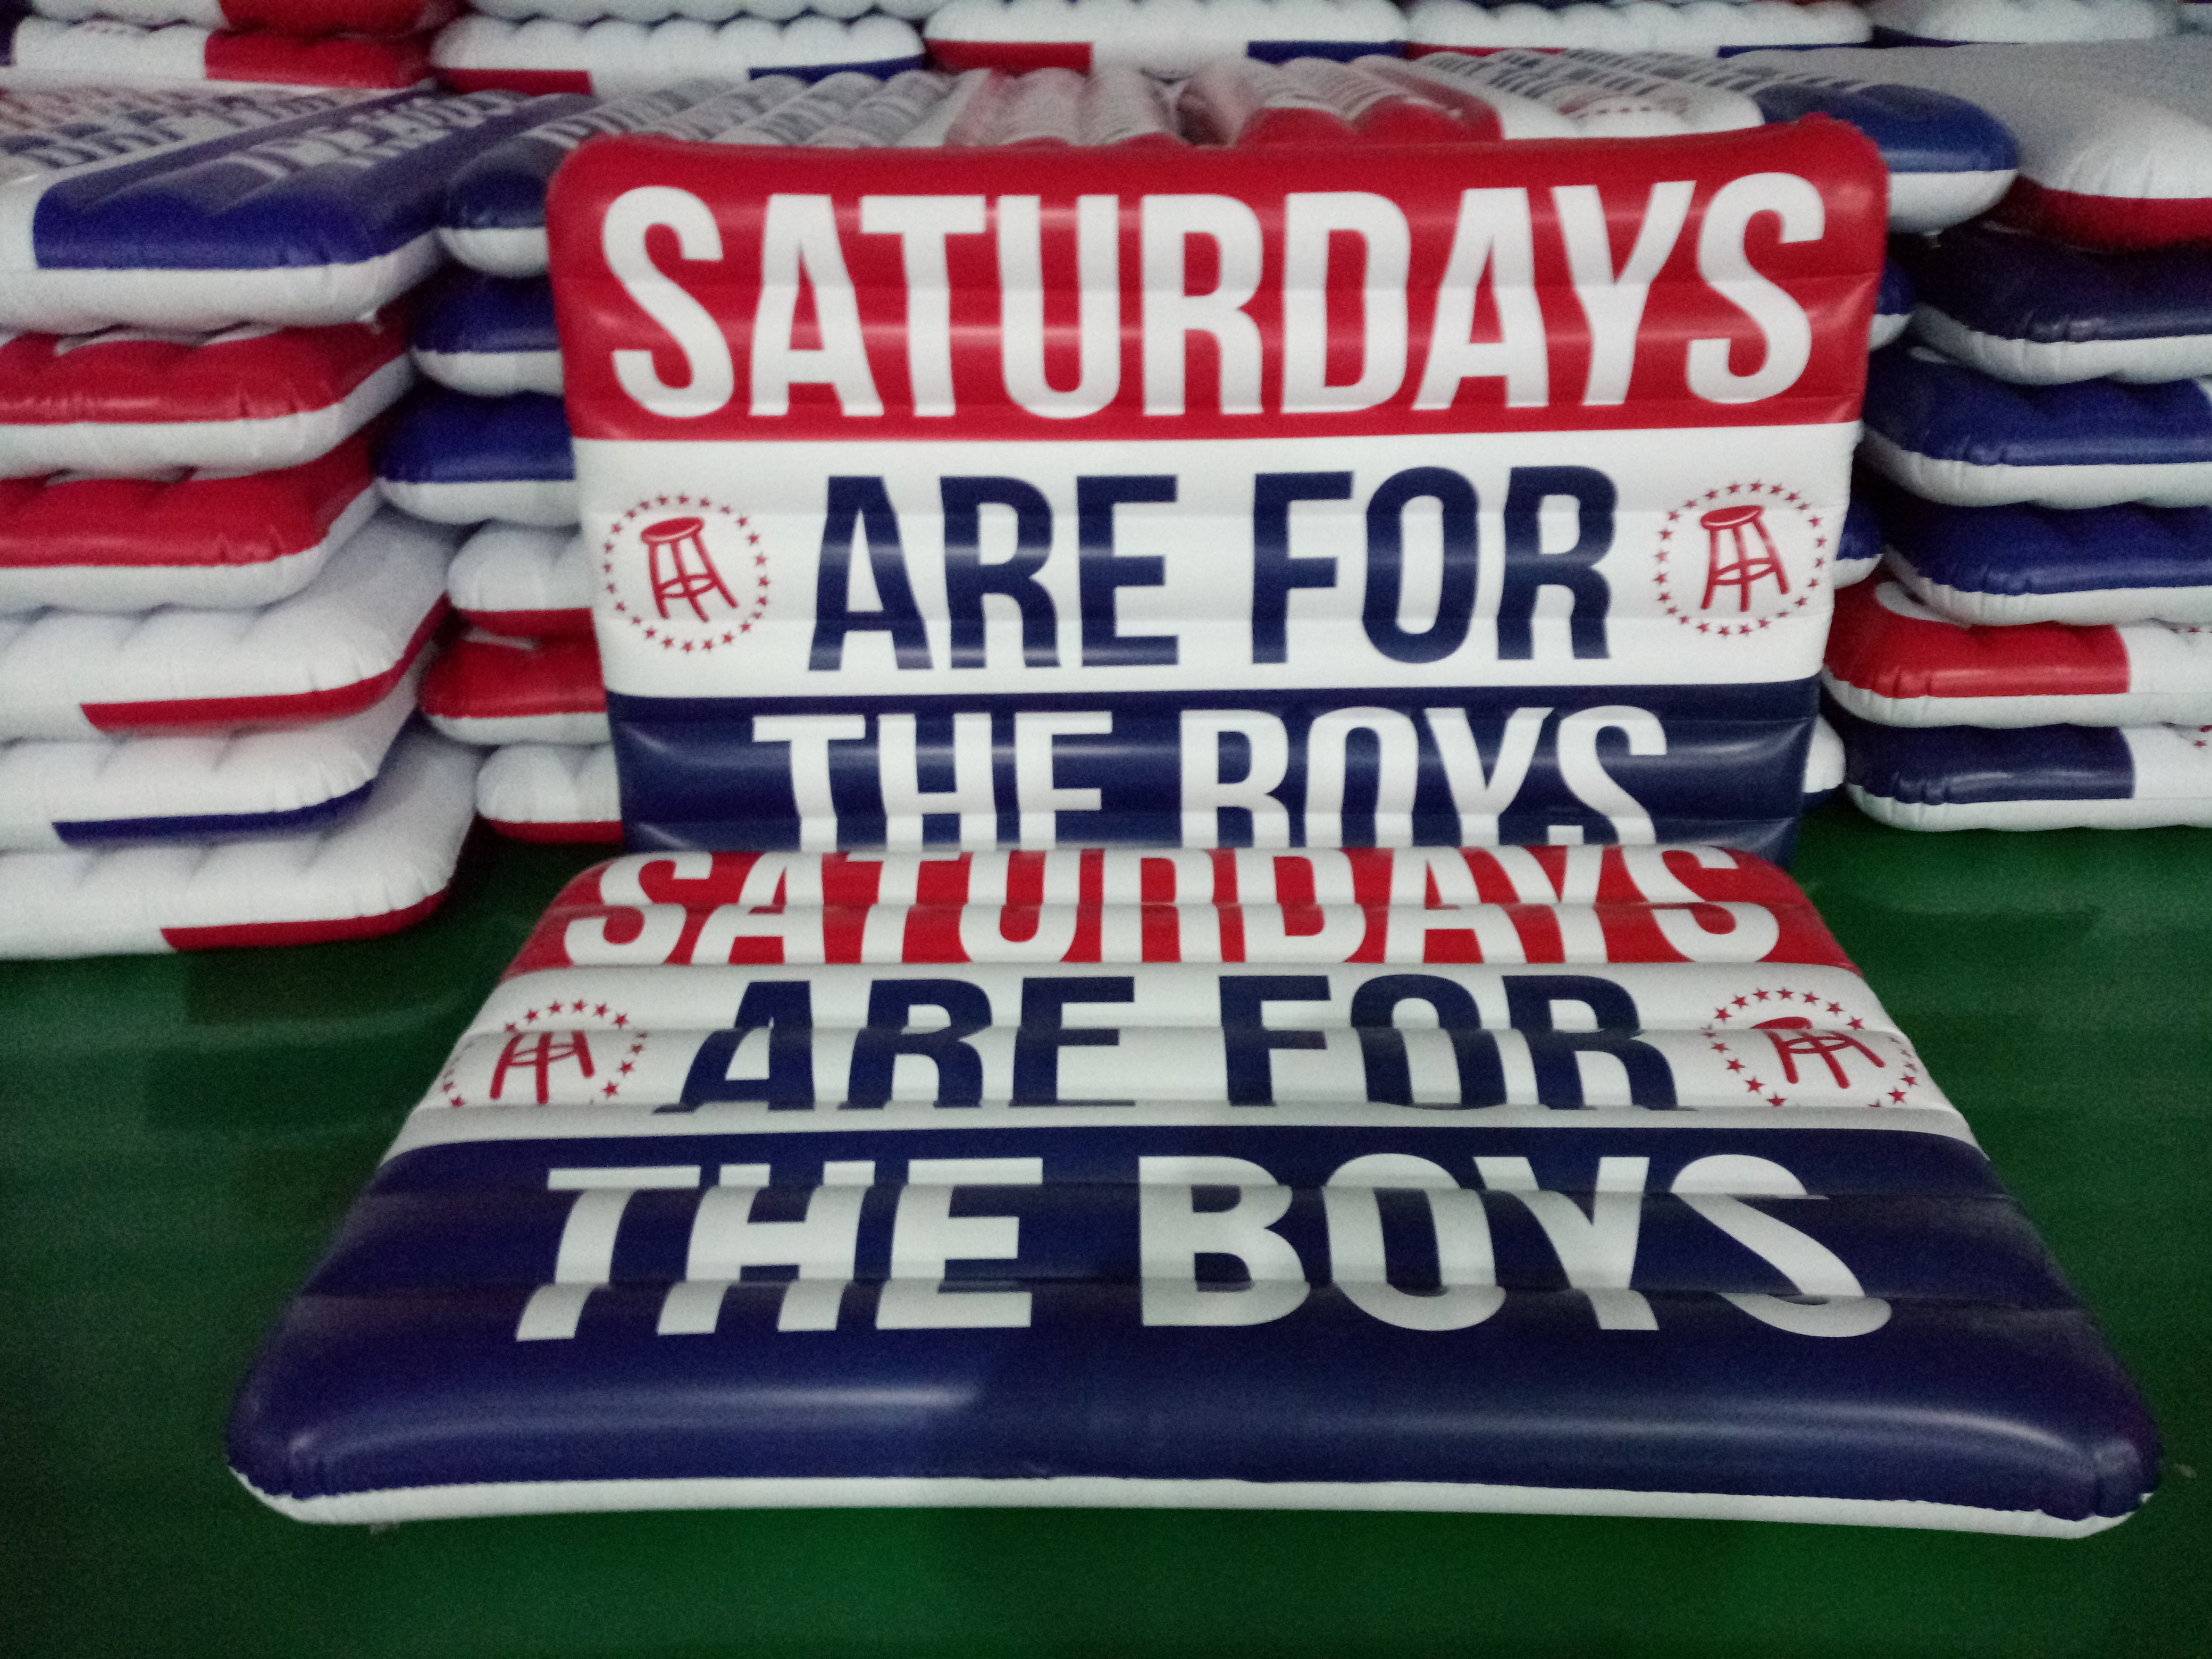 SATURDAYS
ARE FOR
THE BOYS
SATURDAYS
ARE FOR
THE BOYS